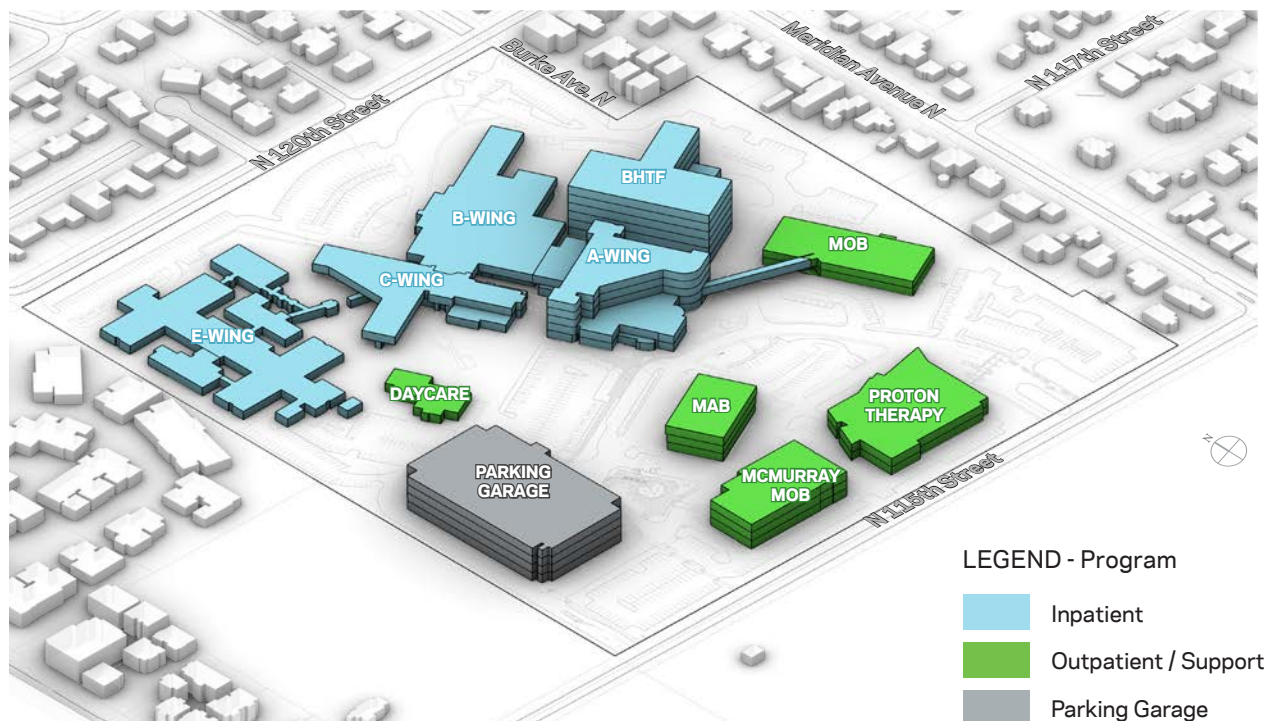 Burke Ave. N
Meridian Avenue N
N 117th Street
N 120th Street
BHTF
B-WING
A-WING
MOB
C-WING
E-WING
DAYCARE
MAB
PROTON
THERAPY
PARKING
GARAGE
MCMURRAY
MOB
N
N 115th Street
LEGEND - Program
Inpatient
Outpatient / Support
Parking Garage